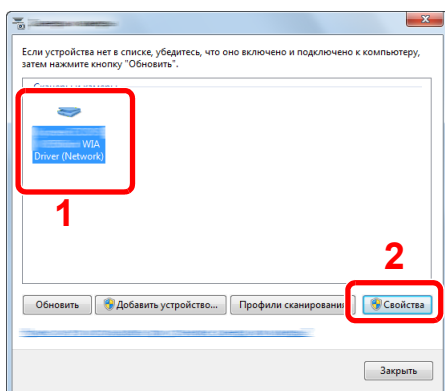 Если устройства нет в списке, убедитесь, что оно включено и подключено к компьютеру,
затем нажмите кнопку "Обновить".
WIA
Driver (Network)
1
2
Обновить
Добавить устройство...
Профили сканирования
Свойства
Закрыть